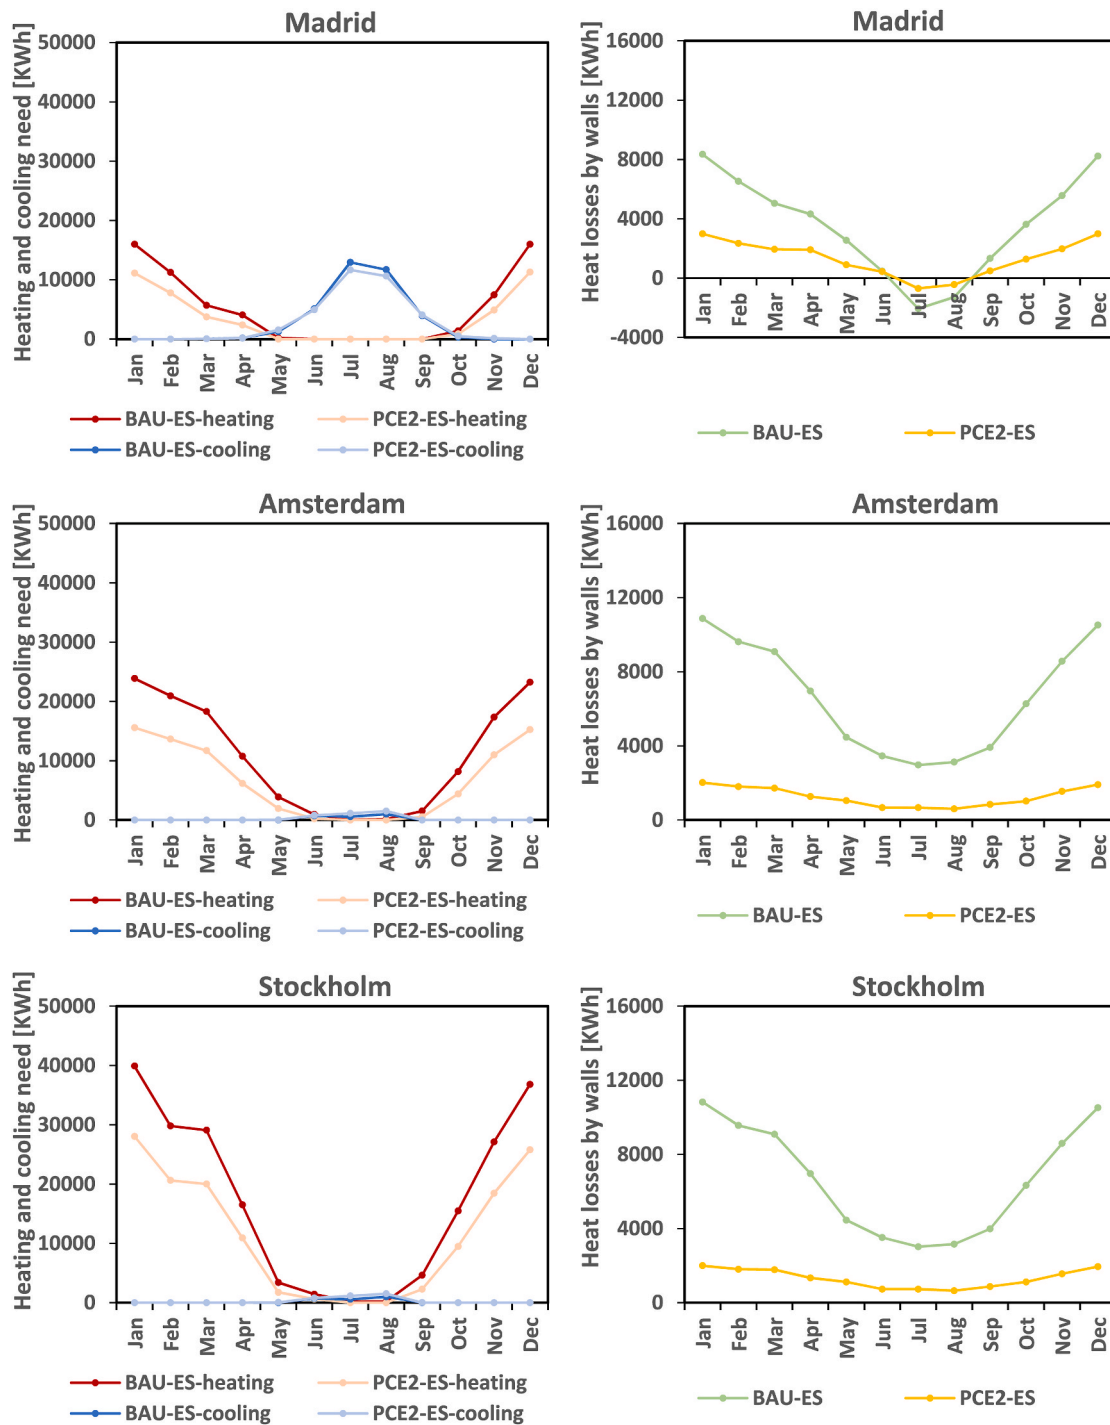 Madrid
Heating and cooling need [KWh]
50000
40000
30000
20000
10000
0
Jan Feb Mar Apr May Jun Jul Aug Sep Oct Nov Dec
BAU-ES-heating PCE2-ES-heating
BAU-ES-cooling PCE2-ES-cooling
Madrid
Heat losses by walls [KWh]
16000
12000
8000
4000
0
-4000
Jan Feb Mar Apr May Jun Jul Aug Sep Oct Nov Dec
BAU-ES PCE2-ES
Amsterdam
Heating and cooling need [KWh]
50000
40000
30000
20000
10000
0
Jan Feb Mar Apr May Jun Jul Aug Sep Oct Nov Dec
BAU-ES-heating PCE2-ES-heating
BAU-ES-cooling PCE2-ES-cooling
Amsterdam
Heat losses by walls [KWh]
16000
12000
8000
4000
0
Jan Feb Mar Apr May Jun Jul Aug Sep Oct Nov Dec
BAU-ES PCE2-ES
Stockholm
Heating and cooling need [KWh]
50000
40000
30000
20000
10000
0
Jan Feb Mar Apr May Jun Jul Aug Sep Oct Nov Dec
BAU-ES-heating PCE2-ES-heating
BAU-ES-cooling PCE2-ES-cooling
Stockholm
Heat losses by walls [KWh]
16000
12000
8000
4000
0
Jan Feb Mar Apr May Jun Jul Aug Sep Oct Nov Dec
BAU-ES PCE2-ES